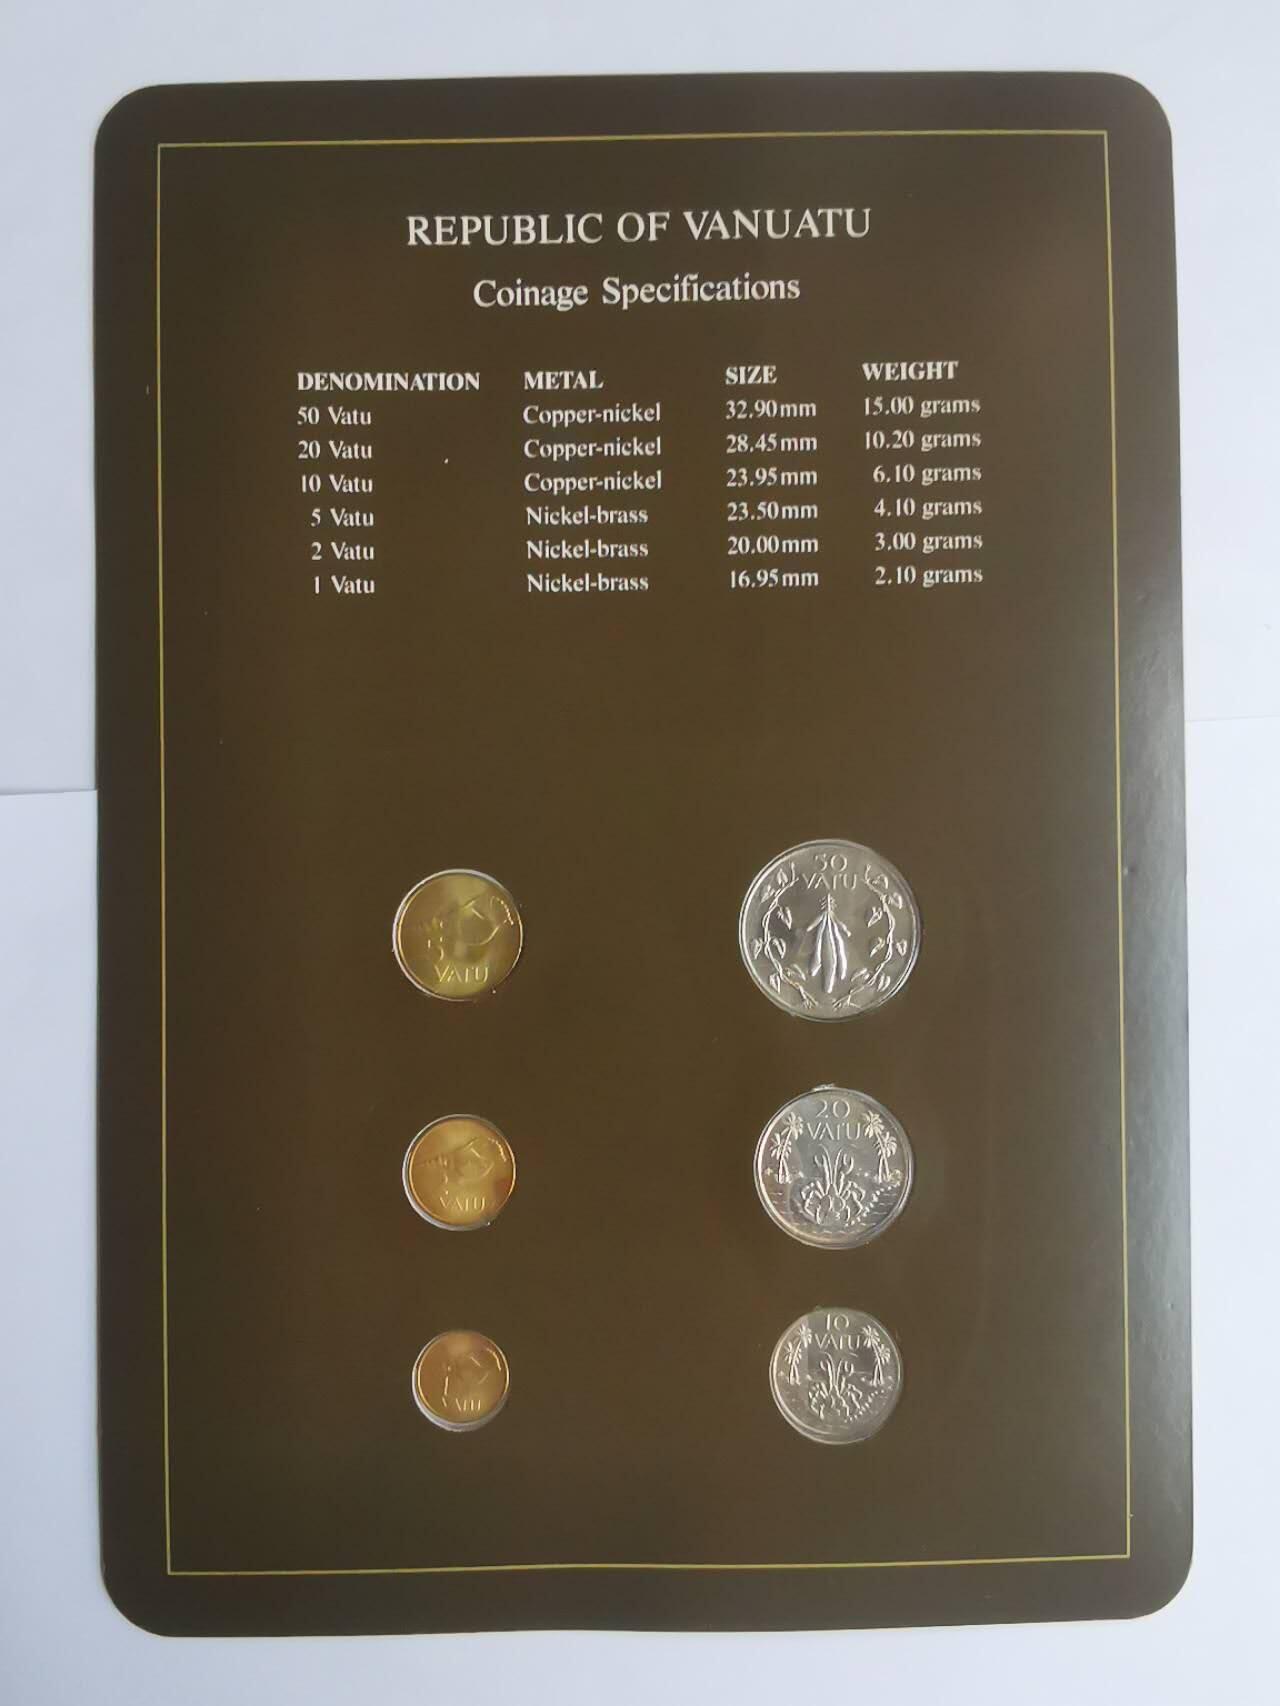 REPUBLIC OF VANUATU
Coinage Specifications
DENOMINATION METAL SIZE WEIGHT
50 Vatu Copper-nickel 32.90mm 15.00 grams
20 Vatu Copper-nickel 28.45mm 10.20 grams
10 Vatu Copper-nickel 23.95mm 6.10 grams
5 Vatu Nickel-brass 23.50mm 4.10 grams
2 Vatu Nickel-brass 20.00mm 3.00 grams
1 Vatu Nickel-brass 16.95mm 2.10 grams
5
VATU
50
VATU
VATU
20
VATU
VATU
10
VATU